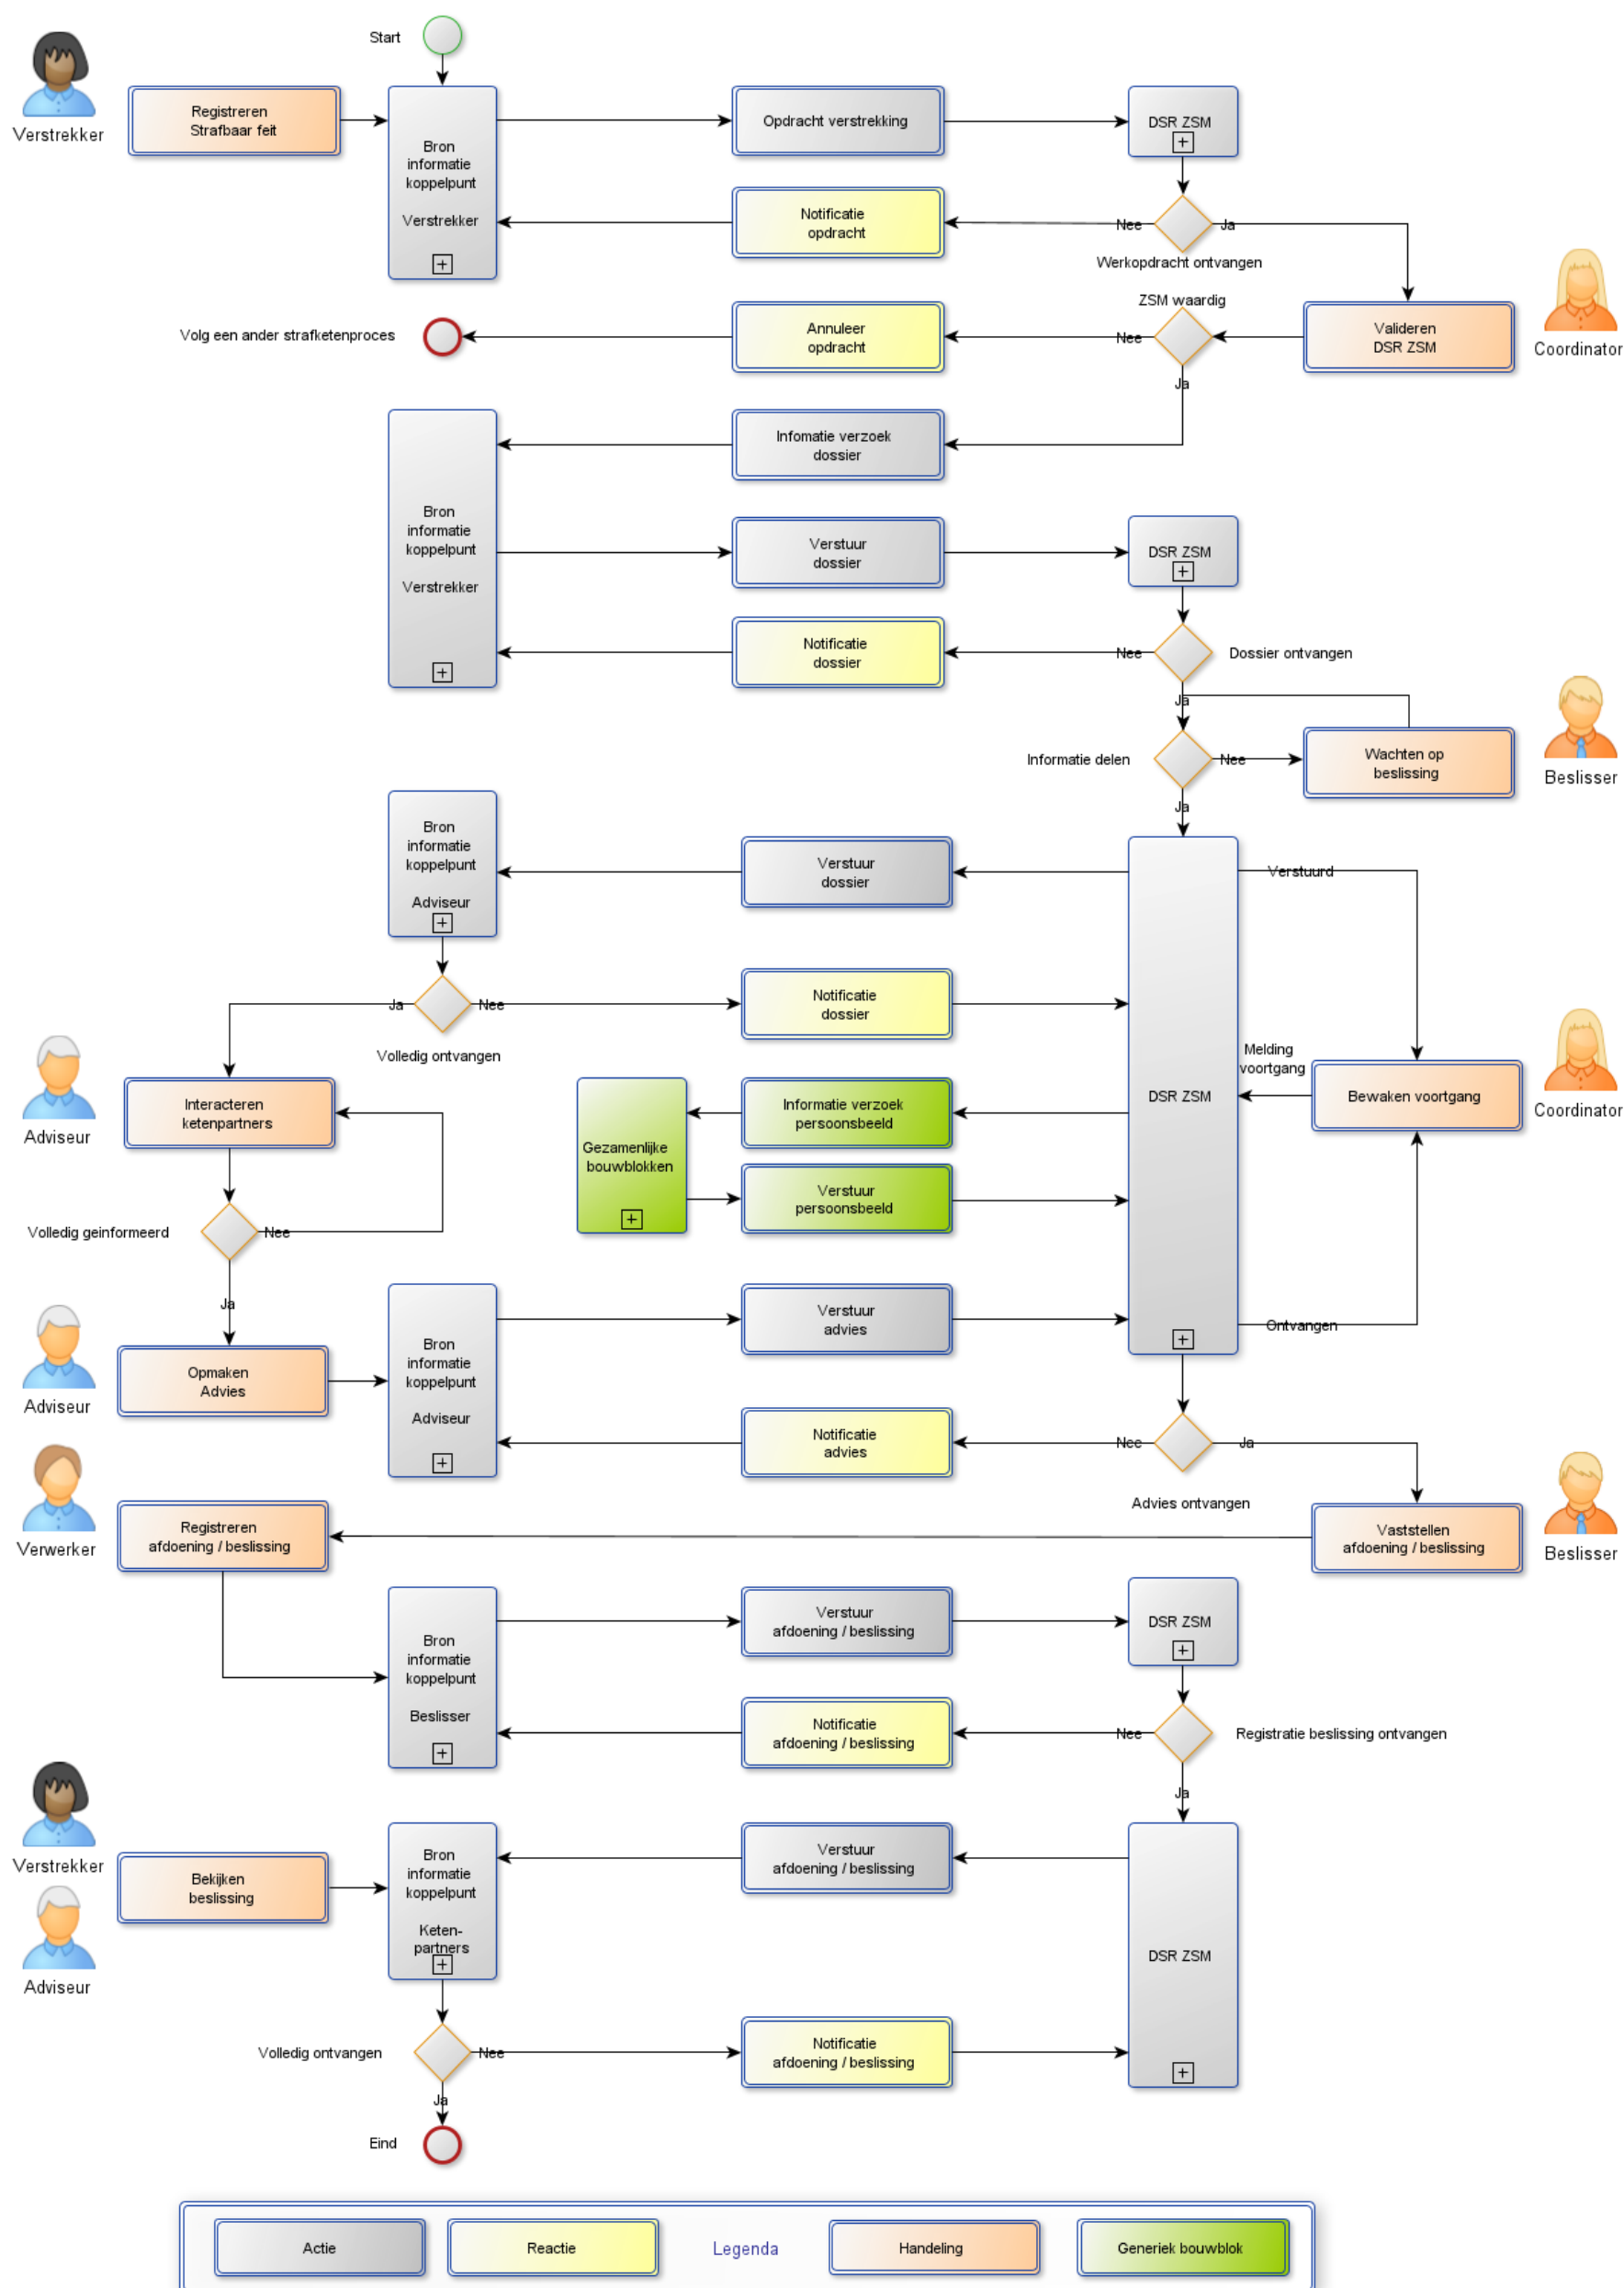 Start
Verstrekker
Registreren
Strafbaar feit
Bron
informatie
koppelpunt
Verstrekker
Opdracht verstrekking
DSR ZSM
Notificatie
opdracht
Nee
Ja
Werkopdracht ontvangen
ZSM waardig
Volg een ander strafketenproces
Annuleer
opdracht
Nee
Valideren
DSR ZSM
Coordinator
Ja
Infomatie verzoek
dossier
Bron
informatie
koppelpunt
Verstrekker
Verstuur
dossier
DSR ZSM
Notificatie
dossier
Nee
Dossier ontvangen
Ja
Informatie delen
Nee
Wachten op
beslissing
Beslisser
Ja
Bron
informatie
koppelpunt
Adviseur
Verstuur
dossier
Verstuurd
Ja
Nee
Notificatie
dossier
Volledig ontvangen
Melding
voortgang
Adviseur
Interacteren
ketenpartners
Gezamenlijke
bouwblokken
Informatie verzoek
persoonsbeeld
DSR ZSM
Bewaken voortgang
Coordinator
Verstuur
persoonsbeeld
Volledig geinformeerd
Nee
Ja
Adviseur
Opmaken
Advies
Bron
informatie
koppelpunt
Adviseur
Verstuur
advies
Ontvangen
Notificatie
advies
Nee
Ja
Advies ontvangen
Verwerker
Registreren
afdoening / beslissing
Vaststellen
afdoening / beslissing
Beslisser
Bron
informatie
koppelpunt
Beslisser
Verstuur
afdoening / beslissing
DSR ZSM
Notificatie
afdoening / beslissing
Nee
Registratie beslissing ontvangen
Ja
Verstrekker
Adviseur
Bekijken
beslissing
Bron
informatie
koppelpunt
Keten-
partners
Verstuur
afdoening / beslissing
DSR ZSM
Volledig ontvangen
Nee
Notificatie
afdoening / beslissing
Ja
Eind
Actie
Reactie
Legenda
Handeling
Generiek bouwblok